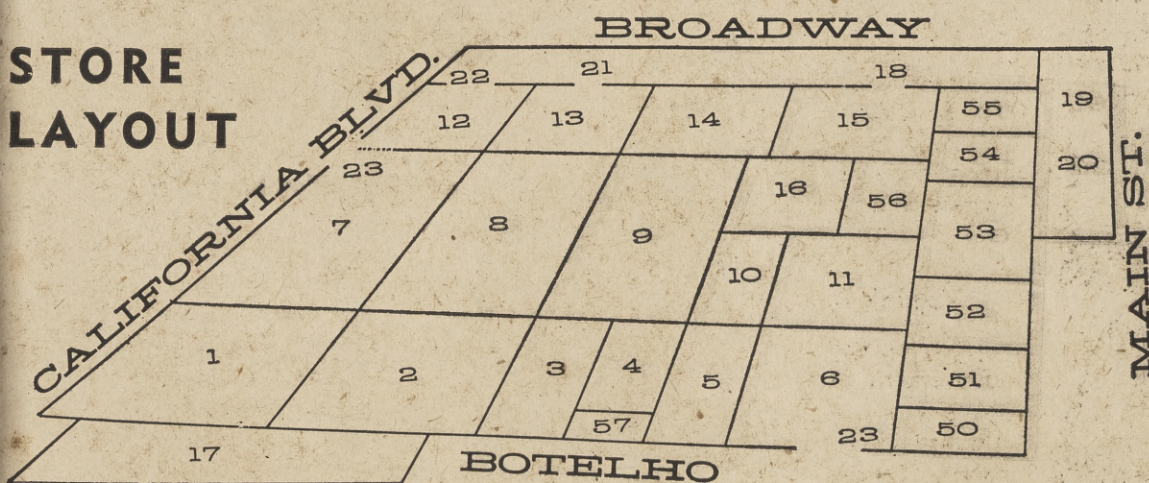 BROADWAY
STORE
LAYOUT
CALIFORNIA BLVD.
MAIN ST.
22 21 18
12 13 14 15 55 19
54 20
23
7 8 9 16 56 53
10 11 52
1 2 3 4 5 6 51
57 23 50
17
BOTELHO